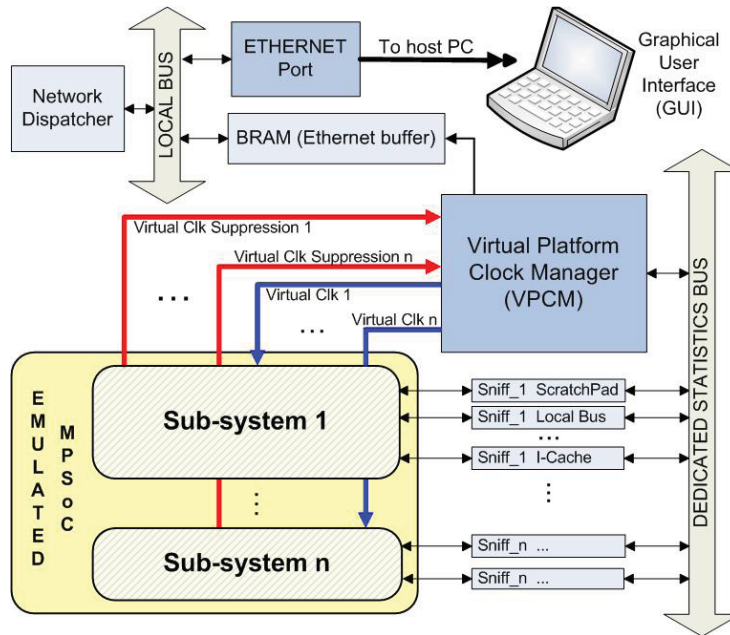 ETHERNET
Port
To host PC
Graphical
User
Interface
(GUI)
Network
Dispatcher
LOCAL BUS
BRAM (Ethernet buffer)
Virtual Clk Suppression 1
Virtual Clk Suppression n
...
Virtual Clk 1
...
Virtual Clk n
Virtual Platform
Clock Manager
(VPCM)
DEDICATED STATISTICS BUS
EMULATED
MPSoC
Sub-system 1
...
Sub-system n
Sniff_1 ScratchPad
Sniff_1 Local Bus
...
Sniff_1 I-Cache
...
Sniff_n ...
Sniff_n ...